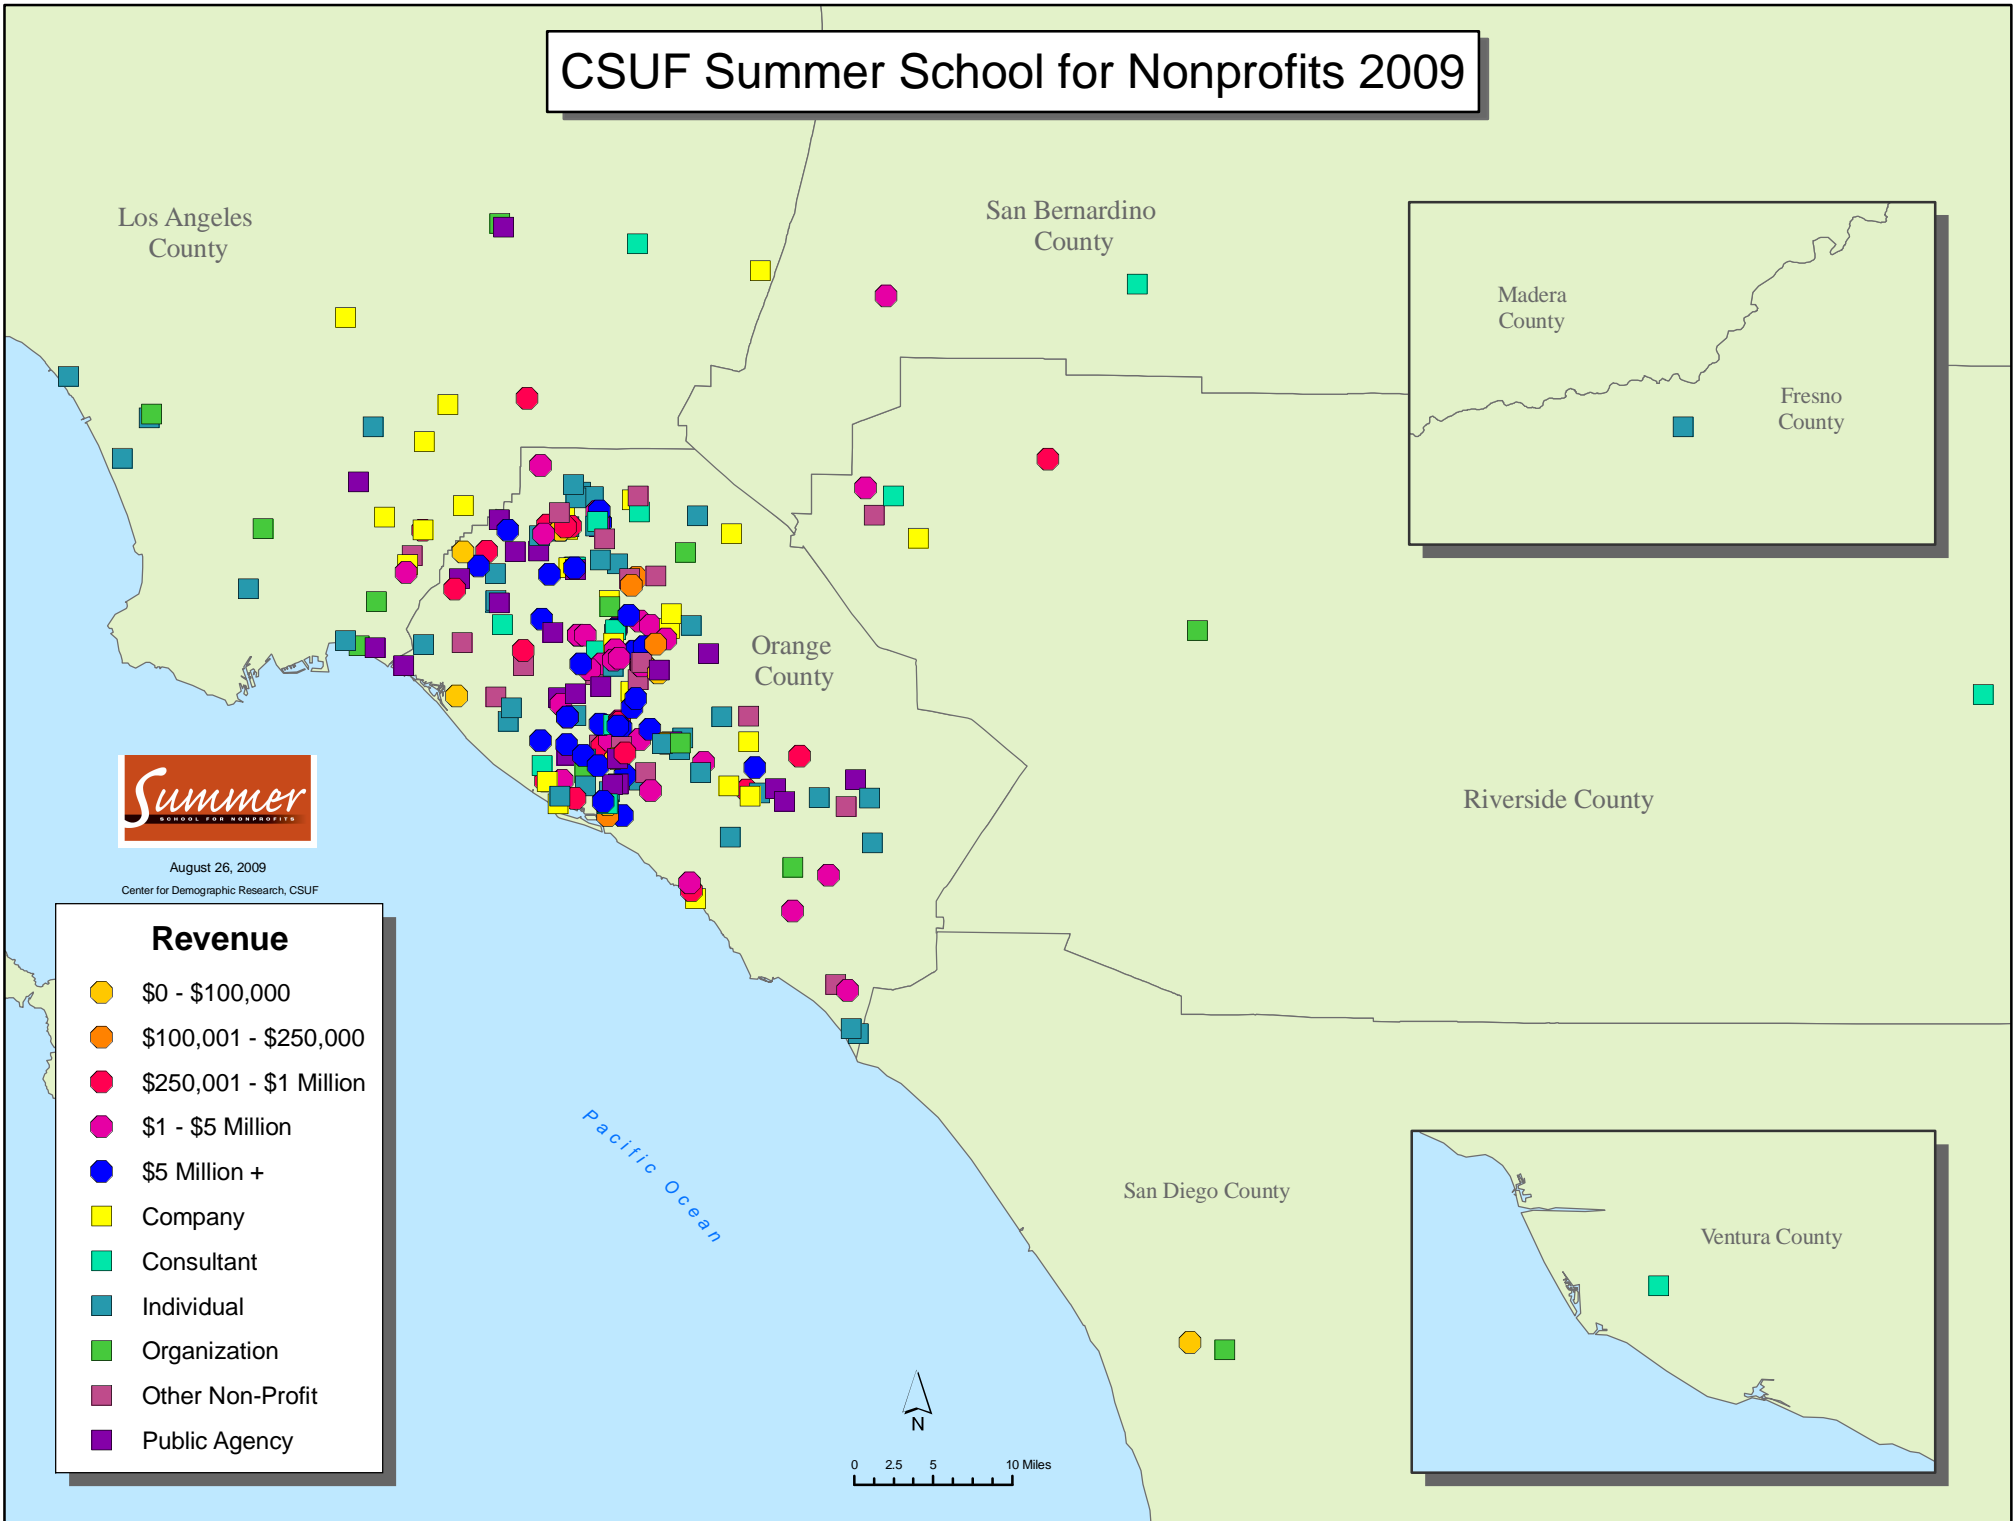 CSUF Summer School for Nonprofits 2009
Los Angeles
County
San Bernardino
County
Madera
County
Fresno
County
Orange
County
Riverside County
Summer
SCHOOL FOR NONPROFITS
August 26, 2009
Center for Demographic Research, CSUF
Revenue
$0 - $100,000
$100,001 - $250,000
$250,001 - $1 Million
$1 - $5 Million
$5 Million +
Company
Consultant
Individual
Organization
Other Non-Profit
Public Agency
Pacific Ocean
San Diego County
Ventura County
N
0 2.5 5 10 Miles